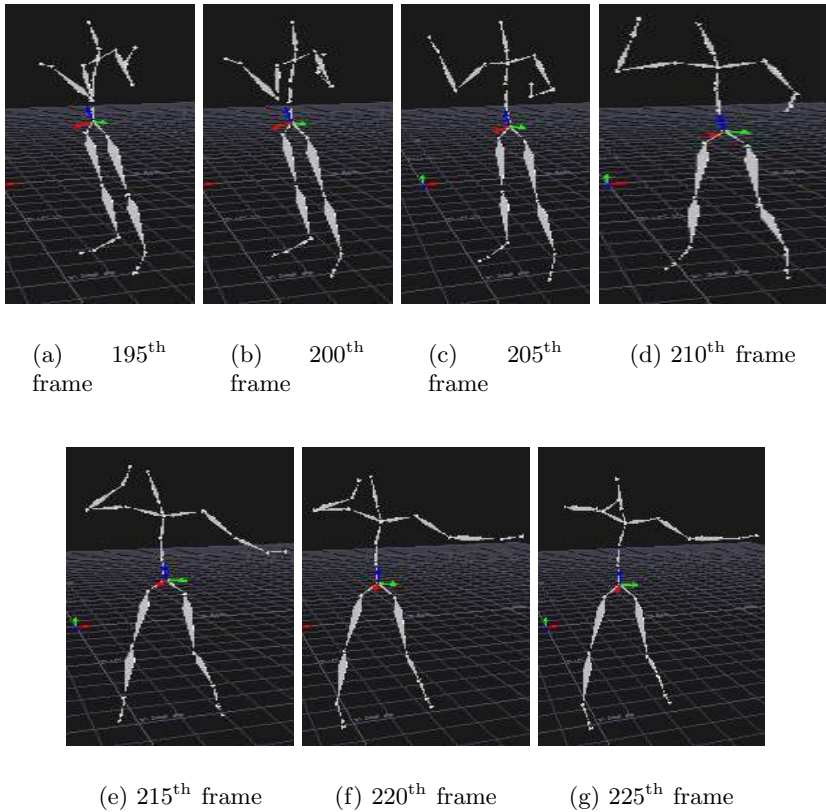 (a) 195th
frame
(b) 200th
frame
(c) 205th
frame
(d) 210th frame
(e) 215th frame
(f) 220th frame
(g) 225th frame